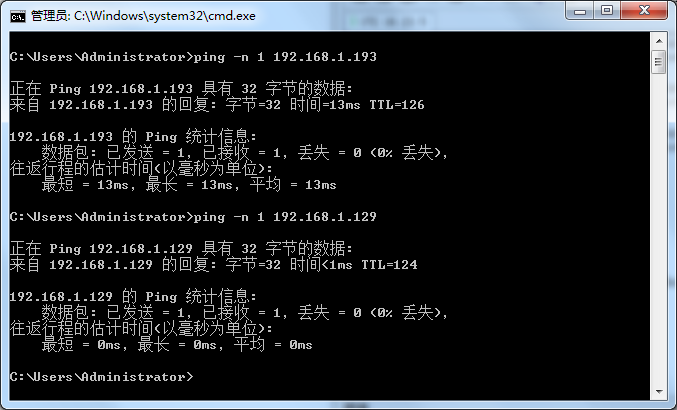 管理员: C:\Windows\system32\cmd.exe
C:\Users\Administrator>ping -n 1 192.168.1.193
正在 Ping 192.168.1.193 具有 32 字节的数据:
来自 192.168.1.193 的回复: 字节=32 时间=13ms TTL=126
192.168.1.193 的 Ping 统计信息:
数据包: 已发送 = 1，已接收 = 1，丢失 = 0 (0% 丢失)，
往返行程的估计时间(以毫秒为单位):
最短 = 13ms，最长 = 13ms，平均 = 13ms
C:\Users\Administrator>ping -n 1 192.168.1.129
正在 Ping 192.168.1.129 具有 32 字节的数据:
来自 192.168.1.129 的回复: 字节=32 时间<1ms TTL=124
192.168.1.129 的 Ping 统计信息:
数据包: 已发送 = 1，已接收 = 1，丢失 = 0 (0% 丢失)，
往返行程的估计时间(以毫秒为单位):
最短 = 0ms，最长 = 0ms，平均 = 0ms
C:\Users\Administrator>